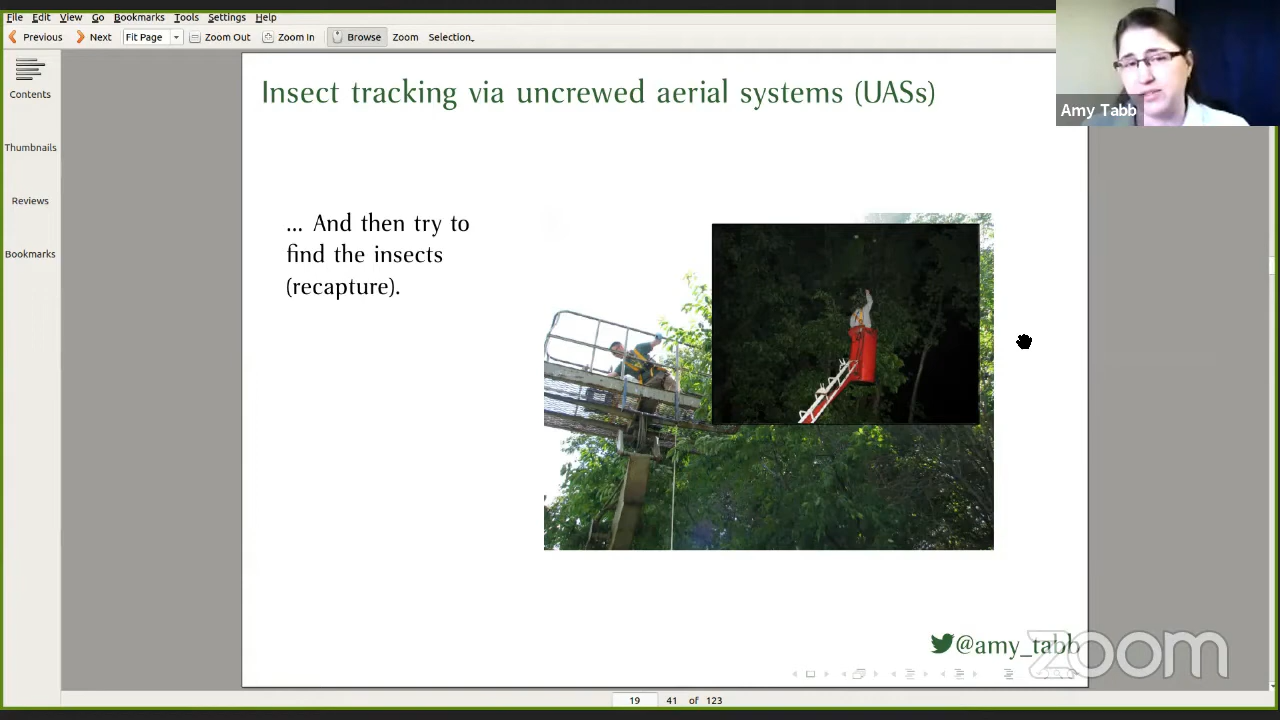 File Edit View Go Bookmarks Tools Settings Help
Previous Next Fit Page Zoom Out Zoom In Browse Zoom Selection
Contents
Thumbnails
Reviews
Bookmarks
Amy Tabb
Insect tracking via uncrewed aerial systems (UASs)
... And then try to
find the insects
(recapture).
@amy_tabb
zoom
19 41 of 123